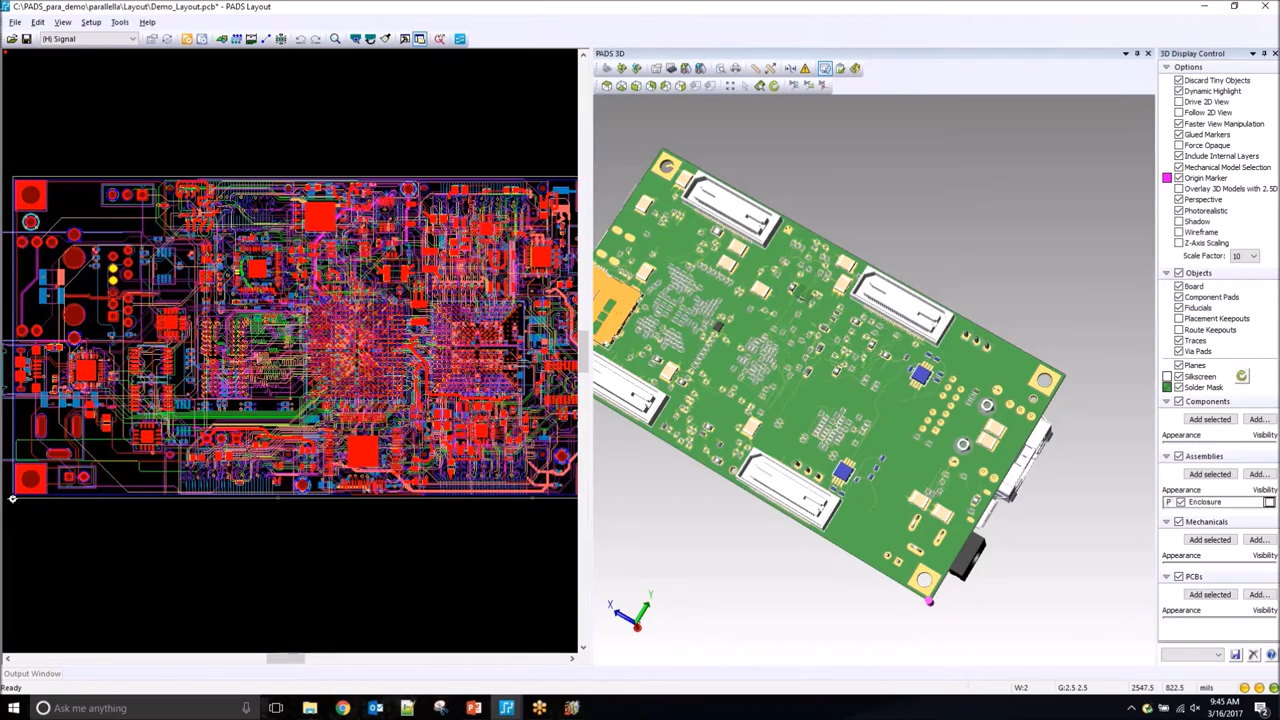 C:\PADS_para_demo\parallella\Layout\Demo_Layout.pcb* - PADS Layout
File Edit View Setup Tools Help
(H) Signal
PADS 3D
3D Display Control
Options
Discard Tiny Objects
Dynamic Highlight
Drive 2D View
Follow 2D View
Faster View Manipulation
Glued Markers
Force Opaque
Include Internal Layers
Mechanical Model Selection
Origin Marker
Overlay 3D Models with 2.5D
Perspective
Photorealistic
Shadow
Wireframe
Z-Axis Scaling
Scale Factor: 10
Objects
Board
Component Pads
Fiducials
Placement Keepouts
Route Keepouts
Traces
Via Pads
Planes
Silkscreen
Solder Mask
Components
Add selected Add...
Appearance Visibility
Assemblies
Add selected Add...
Appearance Visibility
P Enclosure
Mechanicals
Add selected Add...
Appearance Visibility
PCBs
Add selected Add...
Appearance Visibility
X Y
Output Window
Ready W:2 G:2.5 2.5 2547.5 822.5 mils
Ask me anything
9:45 AM
3/16/2017
2